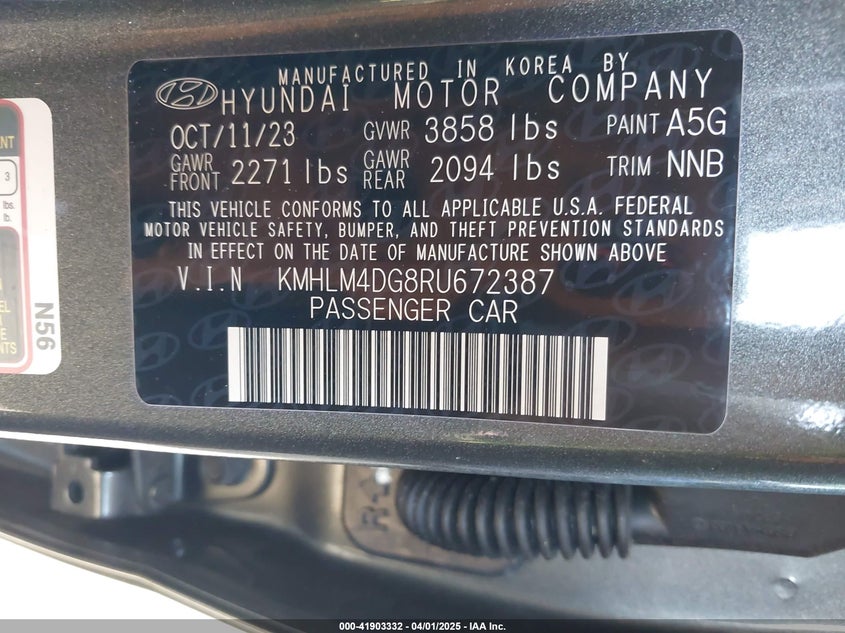 MANUFACTURED IN KOREA BY
HYUNDAI MOTOR COMPANY
OCT/11/23 GVWR 3858 lbs PAINT A5G
GAWR FRONT 2271 lbs GAWR REAR 2094 lbs TRIM NNB
THIS VEHICLE CONFORMS TO ALL APPLICABLE U.S.A. FEDERAL
MOTOR VEHICLE SAFETY, BUMPER, AND THEFT PREVENTION STANDARDS
IN EFFECT ON THE DATE OF MANUFACTURE SHOWN ABOVE
V.I.N KMHLM4DG8RU672387
PASSENGER CAR
3
lbs.
lb.
N56
000-41903332 - 04/01/2025 - IAA Inc.